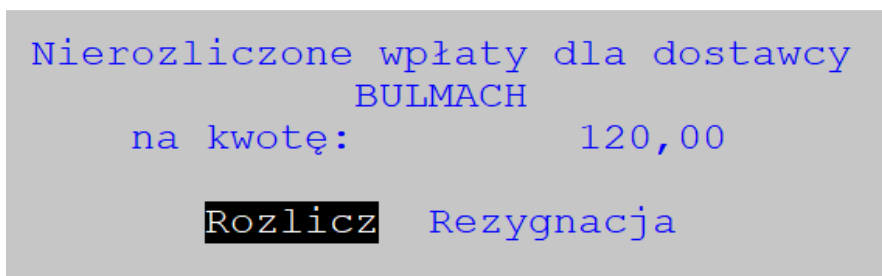 Nierozliczone wpłaty dla dostawcy
BULMACH
na kwotę: 120,00
Rozlicz Rezygnacja